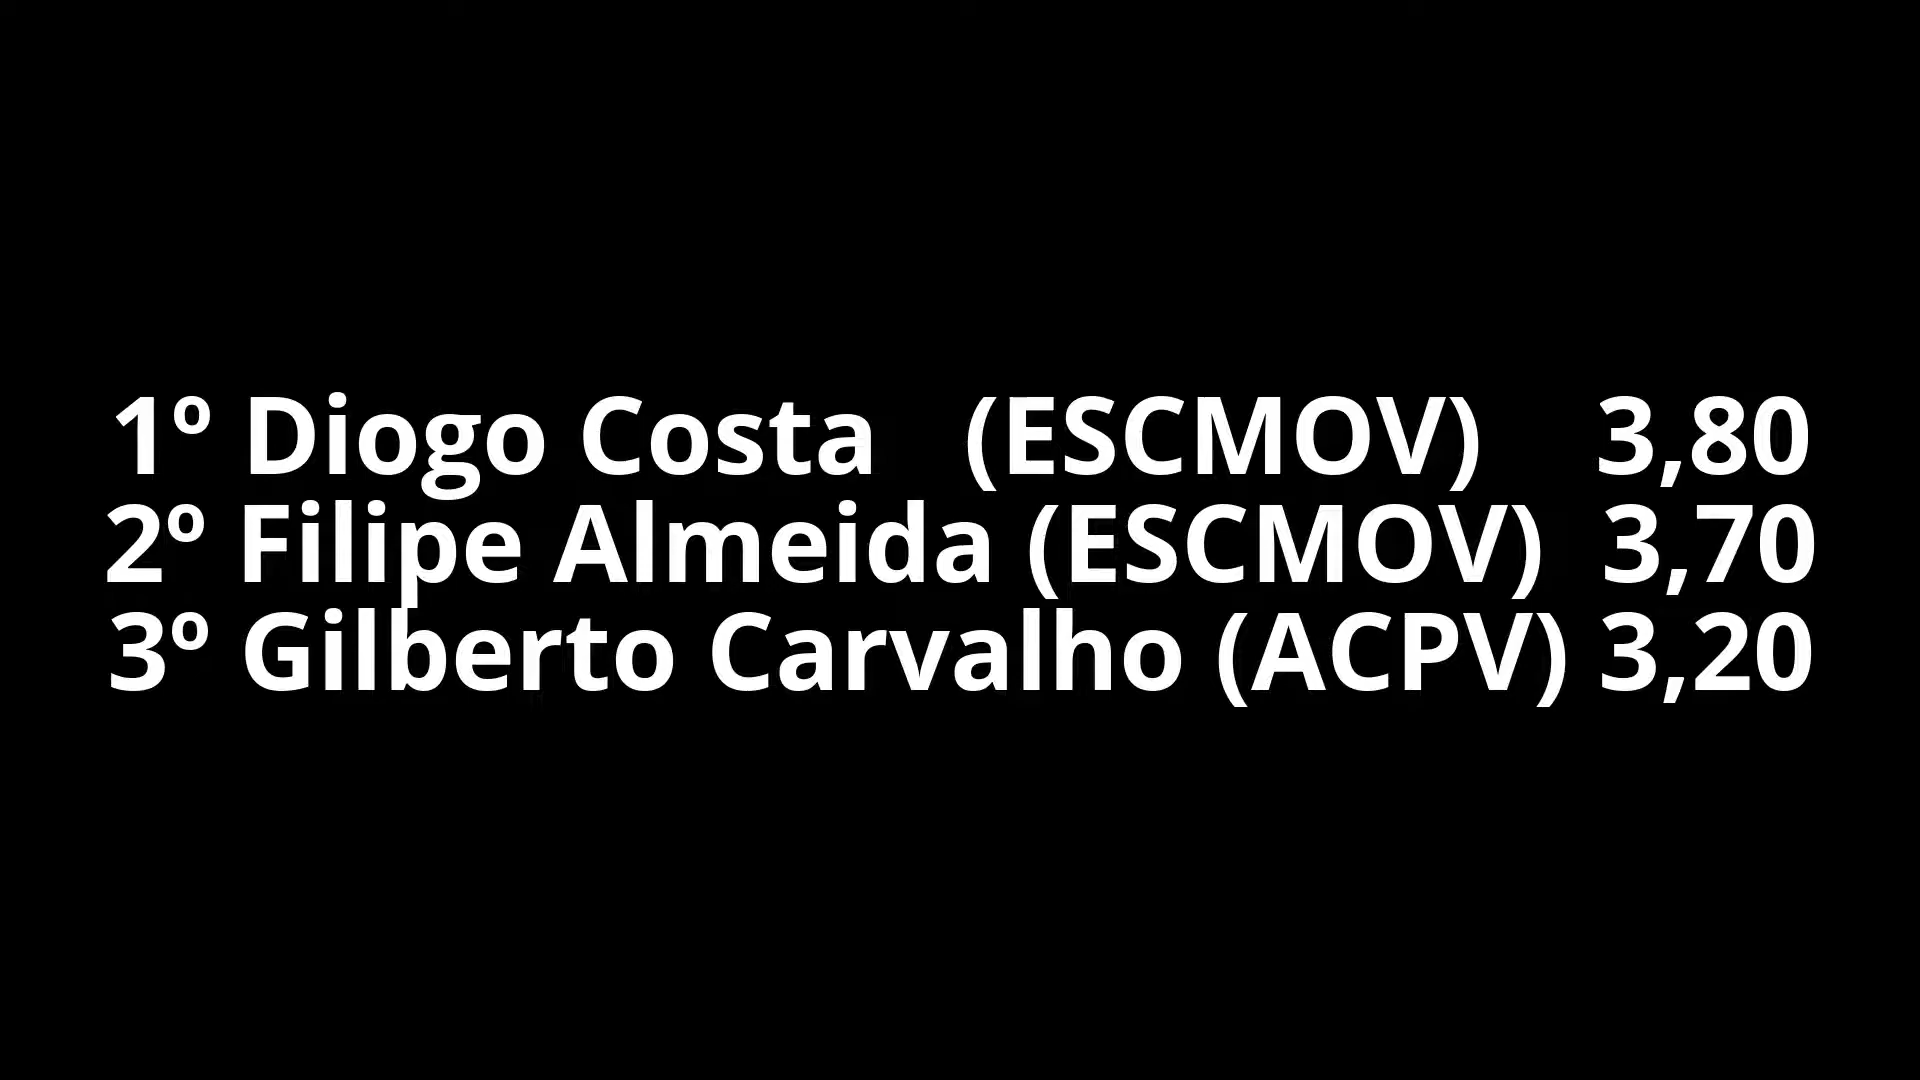 1º Diogo Costa (ESCMOV) 3,80
2º Filipe Almeida (ESCMOV) 3,70
3º Gilberto Carvalho (ACPV) 3,20